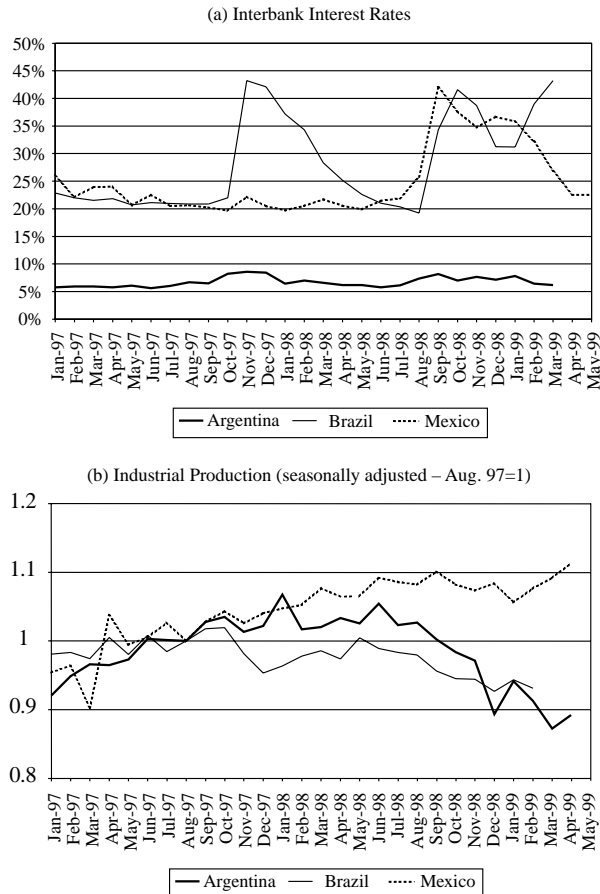 (a) Interbank Interest Rates
50%
45%
40%
35%
30%
25%
20%
15%
10%
5%
0%
Jan-97
Feb-97
Mar-97
Apr-97
May-97
Jun-97
Jul-97
Aug-97
Sep-97
Oct-97
Nov-97
Dec-97
Jan-98
Feb-98
Mar-98
Apr-98
May-98
Jun-98
Jul-98
Aug-98
Sep-98
Oct-98
Nov-98
Dec-98
Jan-99
Feb-99
Mar-99
Apr-99
May-99
Argentina Brazil Mexico
(b) Industrial Production (seasonally adjusted – Aug. 97=1)
1.2
1.1
1
0.9
0.8
Jan-97
Feb-97
Mar-97
Apr-97
May-97
Jun-97
Jul-97
Aug-97
Sep-97
Oct-97
Nov-97
Dec-97
Jan-98
Feb-98
Mar-98
Apr-98
May-98
Jun-98
Jul-98
Aug-98
Sep-98
Oct-98
Nov-98
Dec-98
Jan-99
Feb-99
Mar-99
Apr-99
May-99
Argentina Brazil Mexico